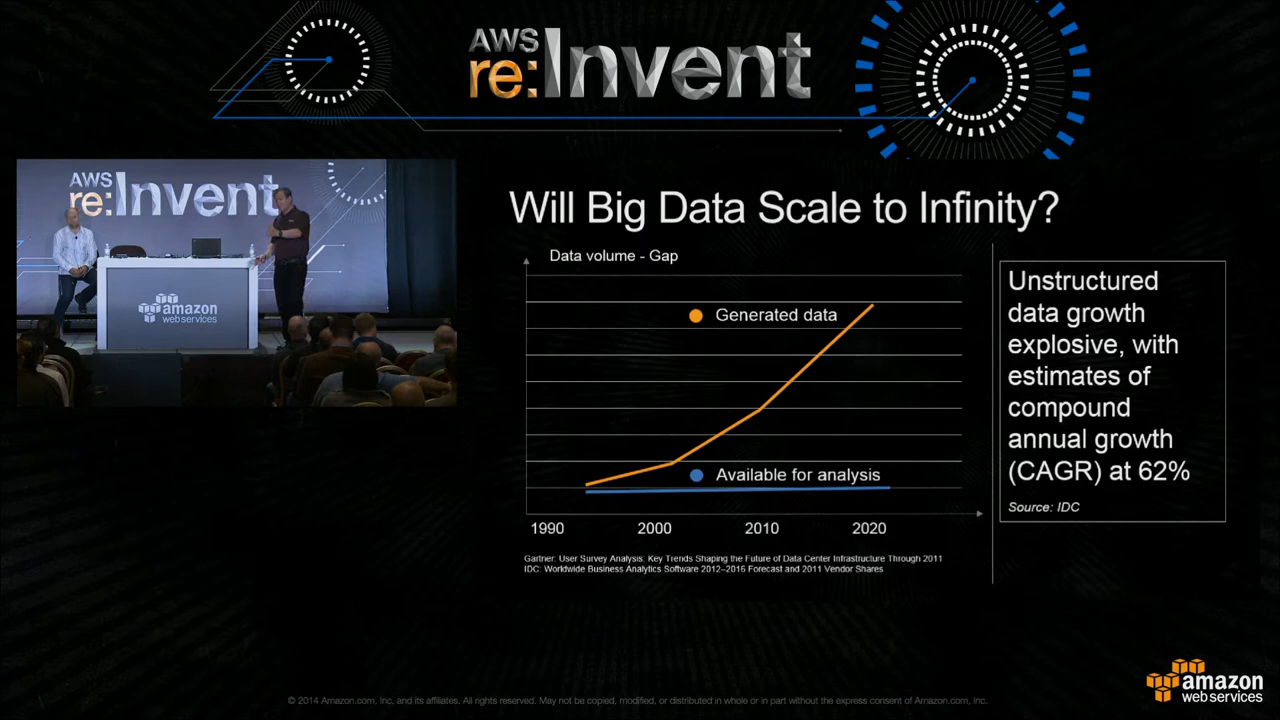 AWS
re:Invent
AWS
re:Invent
amazon
web services
Will Big Data Scale to Infinity?
Data volume - Gap
Generated data
Available for analysis
1990 2000 2010 2020
Gartner: User Survey Analysis: Key Trends Shaping the Future of Data Center Infrastructure Through 2011
IDC: Worldwide Business Analytics Software 2012–2016 Forecast and 2011 Vendor Shares
Unstructured
data growth
explosive, with
estimates of
compound
annual growth
(CAGR) at 62%
Source: IDC
amazon
web services
© 2014 Amazon.com, Inc. and its affiliates. All rights reserved. May not be copied, modified, or distributed in whole or in part without the express consent of Amazon.com, Inc.